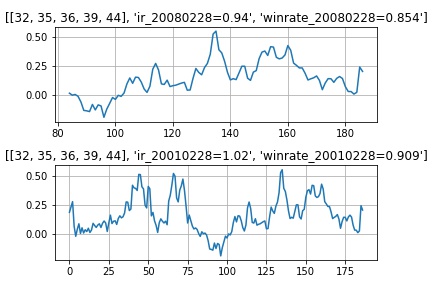 [[32, 35, 36, 39, 44], 'ir_20080228=0.94', 'winrate_20080228=0.854']
0.50
0.25
0.00
80 100 120 140 160 180
[[32, 35, 36, 39, 44], 'ir_20010228=1.02', 'winrate_20010228=0.909']
0.50
0.25
0.00
0 25 50 75 100 125 150 175